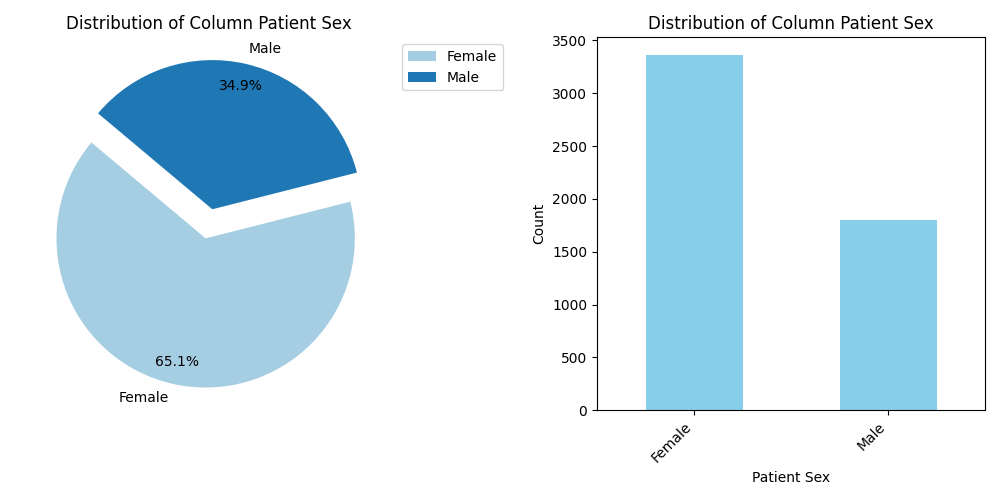 Distribution of Column Patient Sex
Male
34.9%
65.1%
Female
Female
Male
Distribution of Column Patient Sex
3500
3000
2500
2000
1500
1000
500
0
Count
Female
Male
Patient Sex